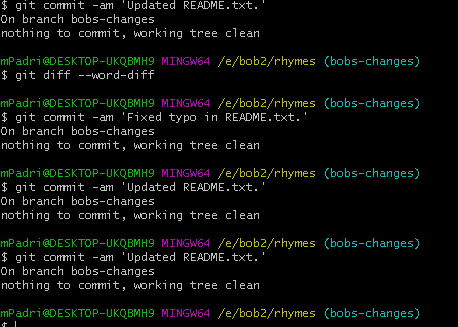 $ git commit -am 'Updated README.txt.'
On branch bobs-changes
nothing to commit, working tree clean
mPadri@DESKTOP-UKQBMH9 MINGW64 /e/bob2/rhymes (bobs-changes)
$ git diff --word-diff
mPadri@DESKTOP-UKQBMH9 MINGW64 /e/bob2/rhymes (bobs-changes)
$ git commit -am 'Fixed typo in README.txt.'
On branch bobs-changes
nothing to commit, working tree clean
mPadri@DESKTOP-UKQBMH9 MINGW64 /e/bob2/rhymes (bobs-changes)
$ git commit -am 'Updated README.txt.'
On branch bobs-changes
nothing to commit, working tree clean
mPadri@DESKTOP-UKQBMH9 MINGW64 /e/bob2/rhymes (bobs-changes)
$ git commit -am 'Updated README.txt.'
On branch bobs-changes
nothing to commit, working tree clean
mPadri@DESKTOP-UKQBMH9 MINGW64 /e/bob2/rhymes (bobs-changes)
$